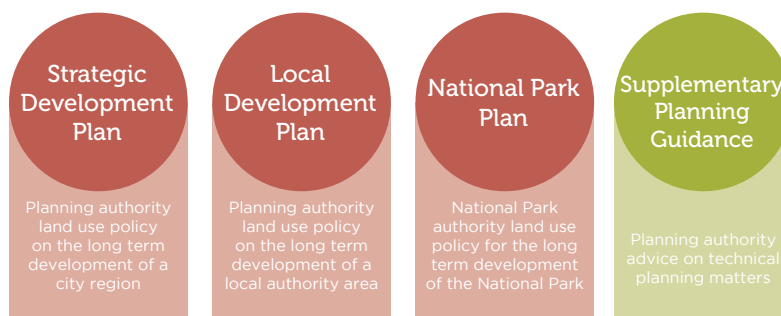 Strategic
Development
Plan
Planning authority
land use policy
on the long term
development of a
city region
Local
Development
Plan
Planning authority
land use policy
on the long term
development of a
local authority area
National Park
Plan
National Park
authority land use
policy for the long
term development
of the National Park
Supplementary
Planning
Guidance
Planning authority
advice on technical
planning matters